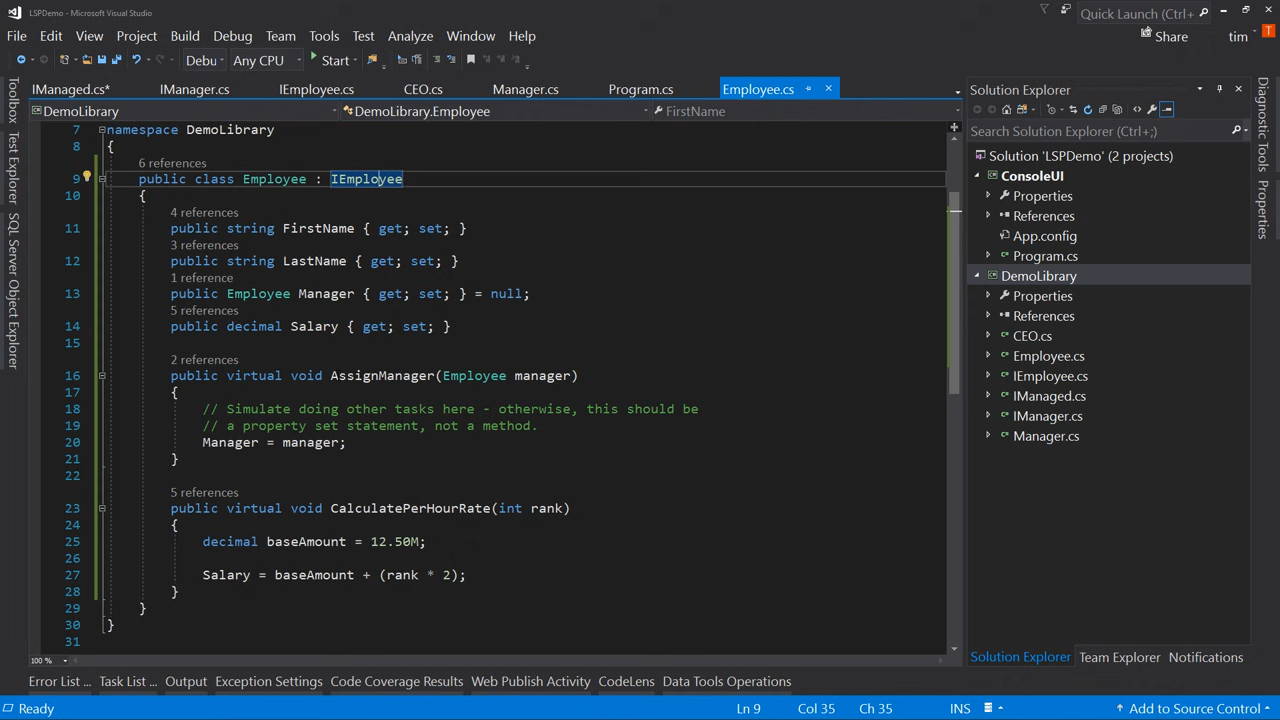 LSPDemo - Microsoft Visual Studio
Quick Launch (Ctrl+;)
File Edit View Project Build Debug Team Tools Test Analyze Window Help
Share tim T
Debu Any CPU Start
IManaged.cs* IManager.cs IEmployee.cs CEO.cs Manager.cs Program.cs Employee.cs
DemoLibrary DemoLibrary.Employee FirstName
7 namespace DemoLibrary
8 {
6 references
9 public class Employee : IEmployee
10 {
4 references
11 public string FirstName { get; set; }
3 references
12 public string LastName { get; set; }
1 reference
13 public Employee Manager { get; set; } = null;
5 references
14 public decimal Salary { get; set; }
15
2 references
16 public virtual void AssignManager(Employee manager)
17 {
18 // Simulate doing other tasks here - otherwise, this should be
19 // a property set statement, not a method.
20 Manager = manager;
21 }
22
5 references
23 public virtual void CalculatePerHourRate(int rank)
24 {
25 decimal baseAmount = 12.50M;
26
27 Salary = baseAmount + (rank * 2);
28 }
29 }
30 }
31
100 %
Toolbox
Test Explorer
SQL Server Object Explorer
Solution Explorer
Search Solution Explorer (Ctrl+;)
Solution 'LSPDemo' (2 projects)
ConsoleUI
Properties
References
App.config
Program.cs
DemoLibrary
Properties
References
CEO.cs
Employee.cs
IEmployee.cs
IManaged.cs
IManager.cs
Manager.cs
Solution Explorer Team Explorer Notifications
Diagnostic Tools
Properties
Error List ... Task List ... Output Exception Settings Code Coverage Results Web Publish Activity CodeLens Data Tools Operations
Ready Ln 9 Col 35 Ch 35 INS Add to Source Control